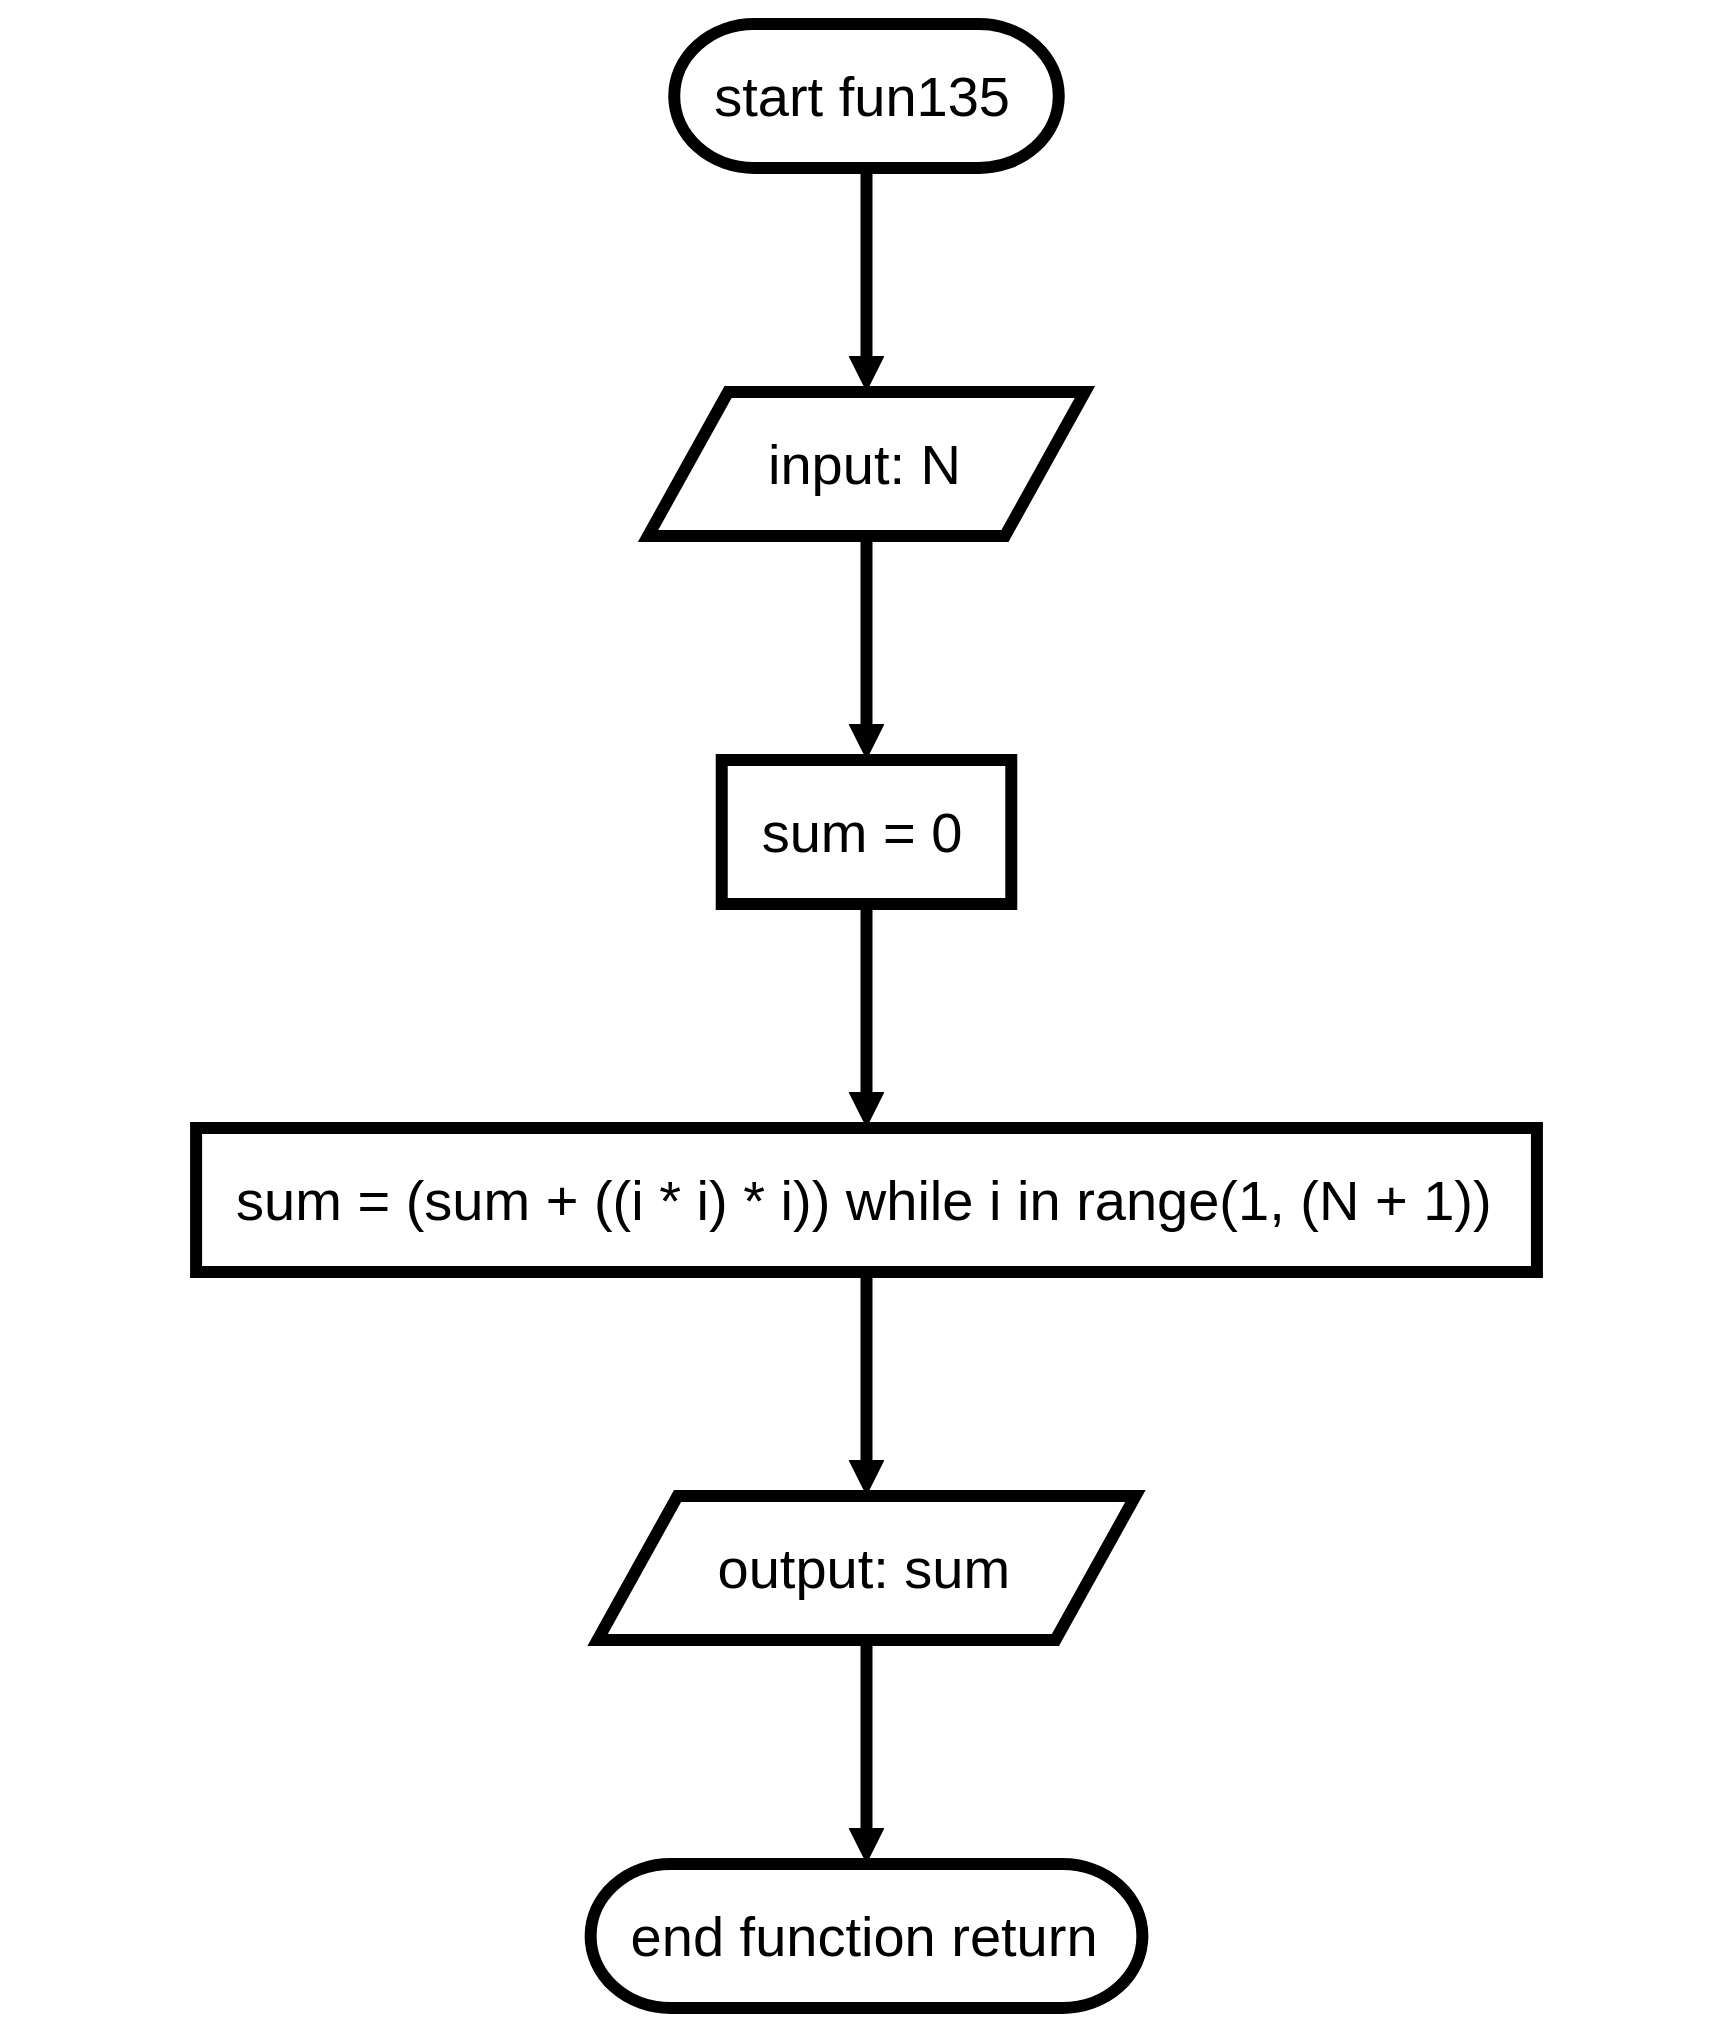 start fun135
input: N
sum = 0
sum = (sum + ((i * i) * i)) while i in range(1, (N + 1))
output: sum
end function return